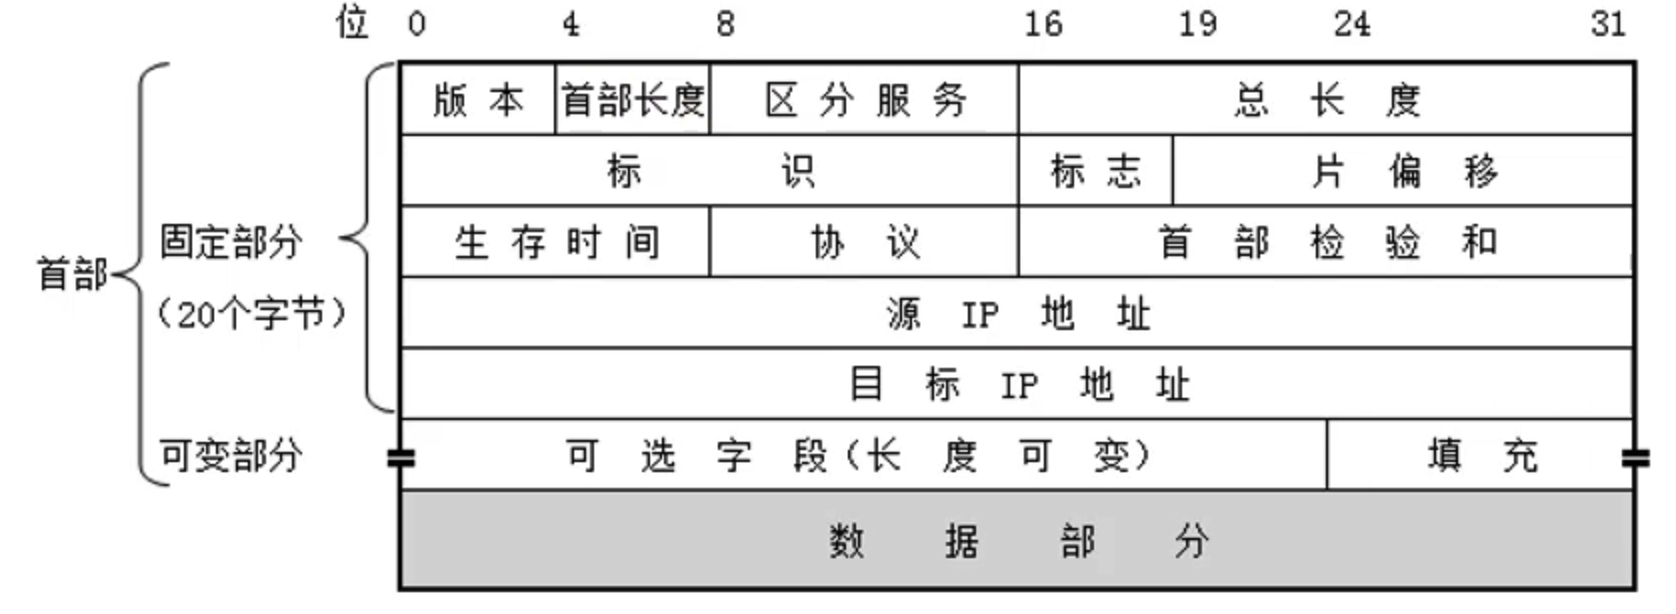 位 0 4 8 16 19 24 31
版本 首部长度 区分服务 总长度
标识 标志 片偏移
生存时间 协议 首部检验和
固定部分
首部
（20个字节） 源 IP 地址
目标 IP 地址
可变部分 可选字段（长度可变） 填充
数据部分